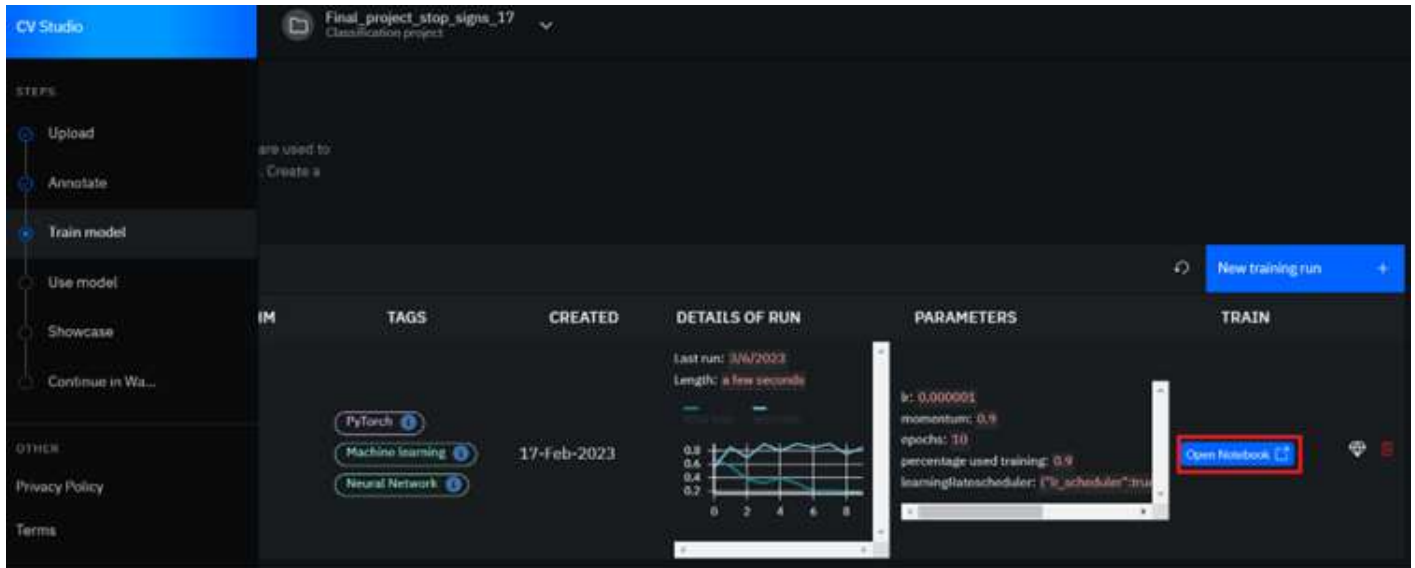 CV Studio
Final_project_stop_signs_17
Classification project
STEPS
Upload
Annotate
Train model
Use model
Showcase
Continue in Wa...
OTHER
Privacy Policy
Terms
are used to
. Create a
New training run +
HM TAGS CREATED DETAILS OF RUN PARAMETERS TRAIN
PyTorch
Machine learning
Neural Network
17-Feb-2023
Last run: 3/6/2023
Length: a few seconds
0.8
0.6
0.4
0.2
0 2 4 6 8
lr: 0.000001
momentum: 0.9
epochs: 10
percentage used training: 0.9
learningRatescheduler: {"lr_scheduler":true
Open Notebook